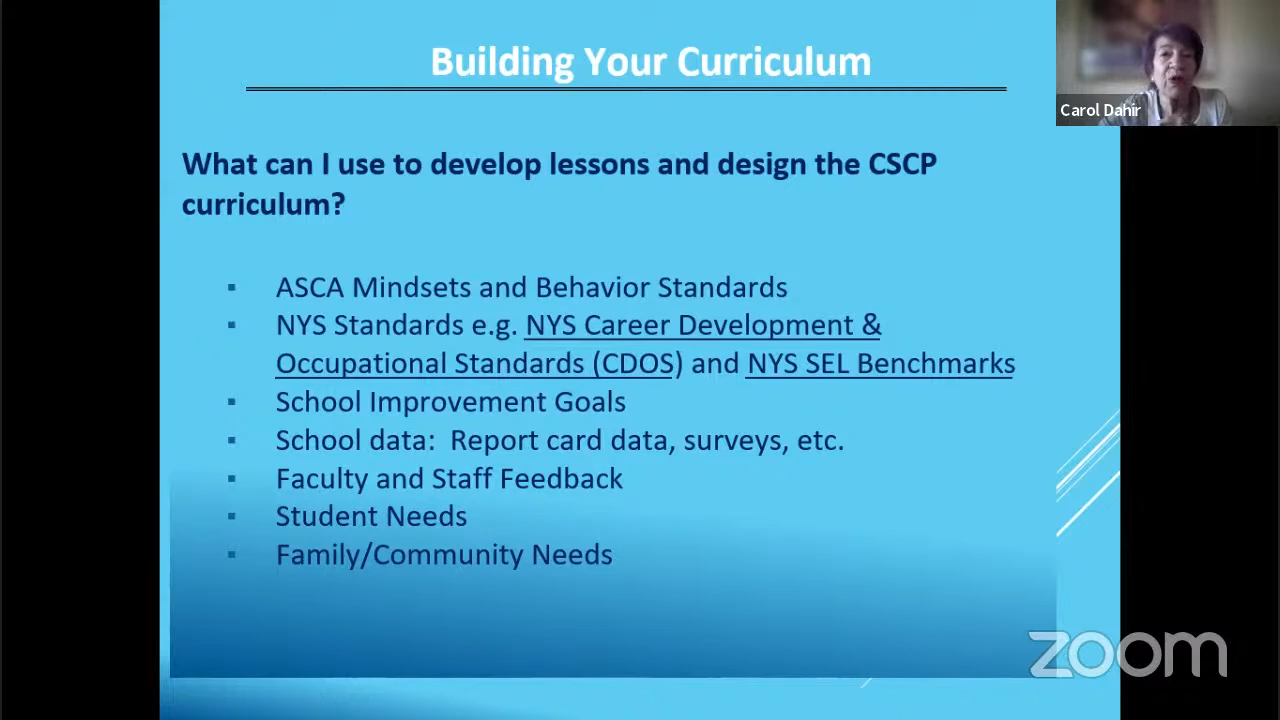 Building Your Curriculum
Carol Dahir
What can I use to develop lessons and design the CSCP
curriculum?
▪ ASCA Mindsets and Behavior Standards
▪ NYS Standards e.g. NYS Career Development &
Occupational Standards (CDOS) and NYS SEL Benchmarks
▪ School Improvement Goals
▪ School data:  Report card data, surveys, etc.
▪ Faculty and Staff Feedback
▪ Student Needs
▪ Family/Community Needs
zoom